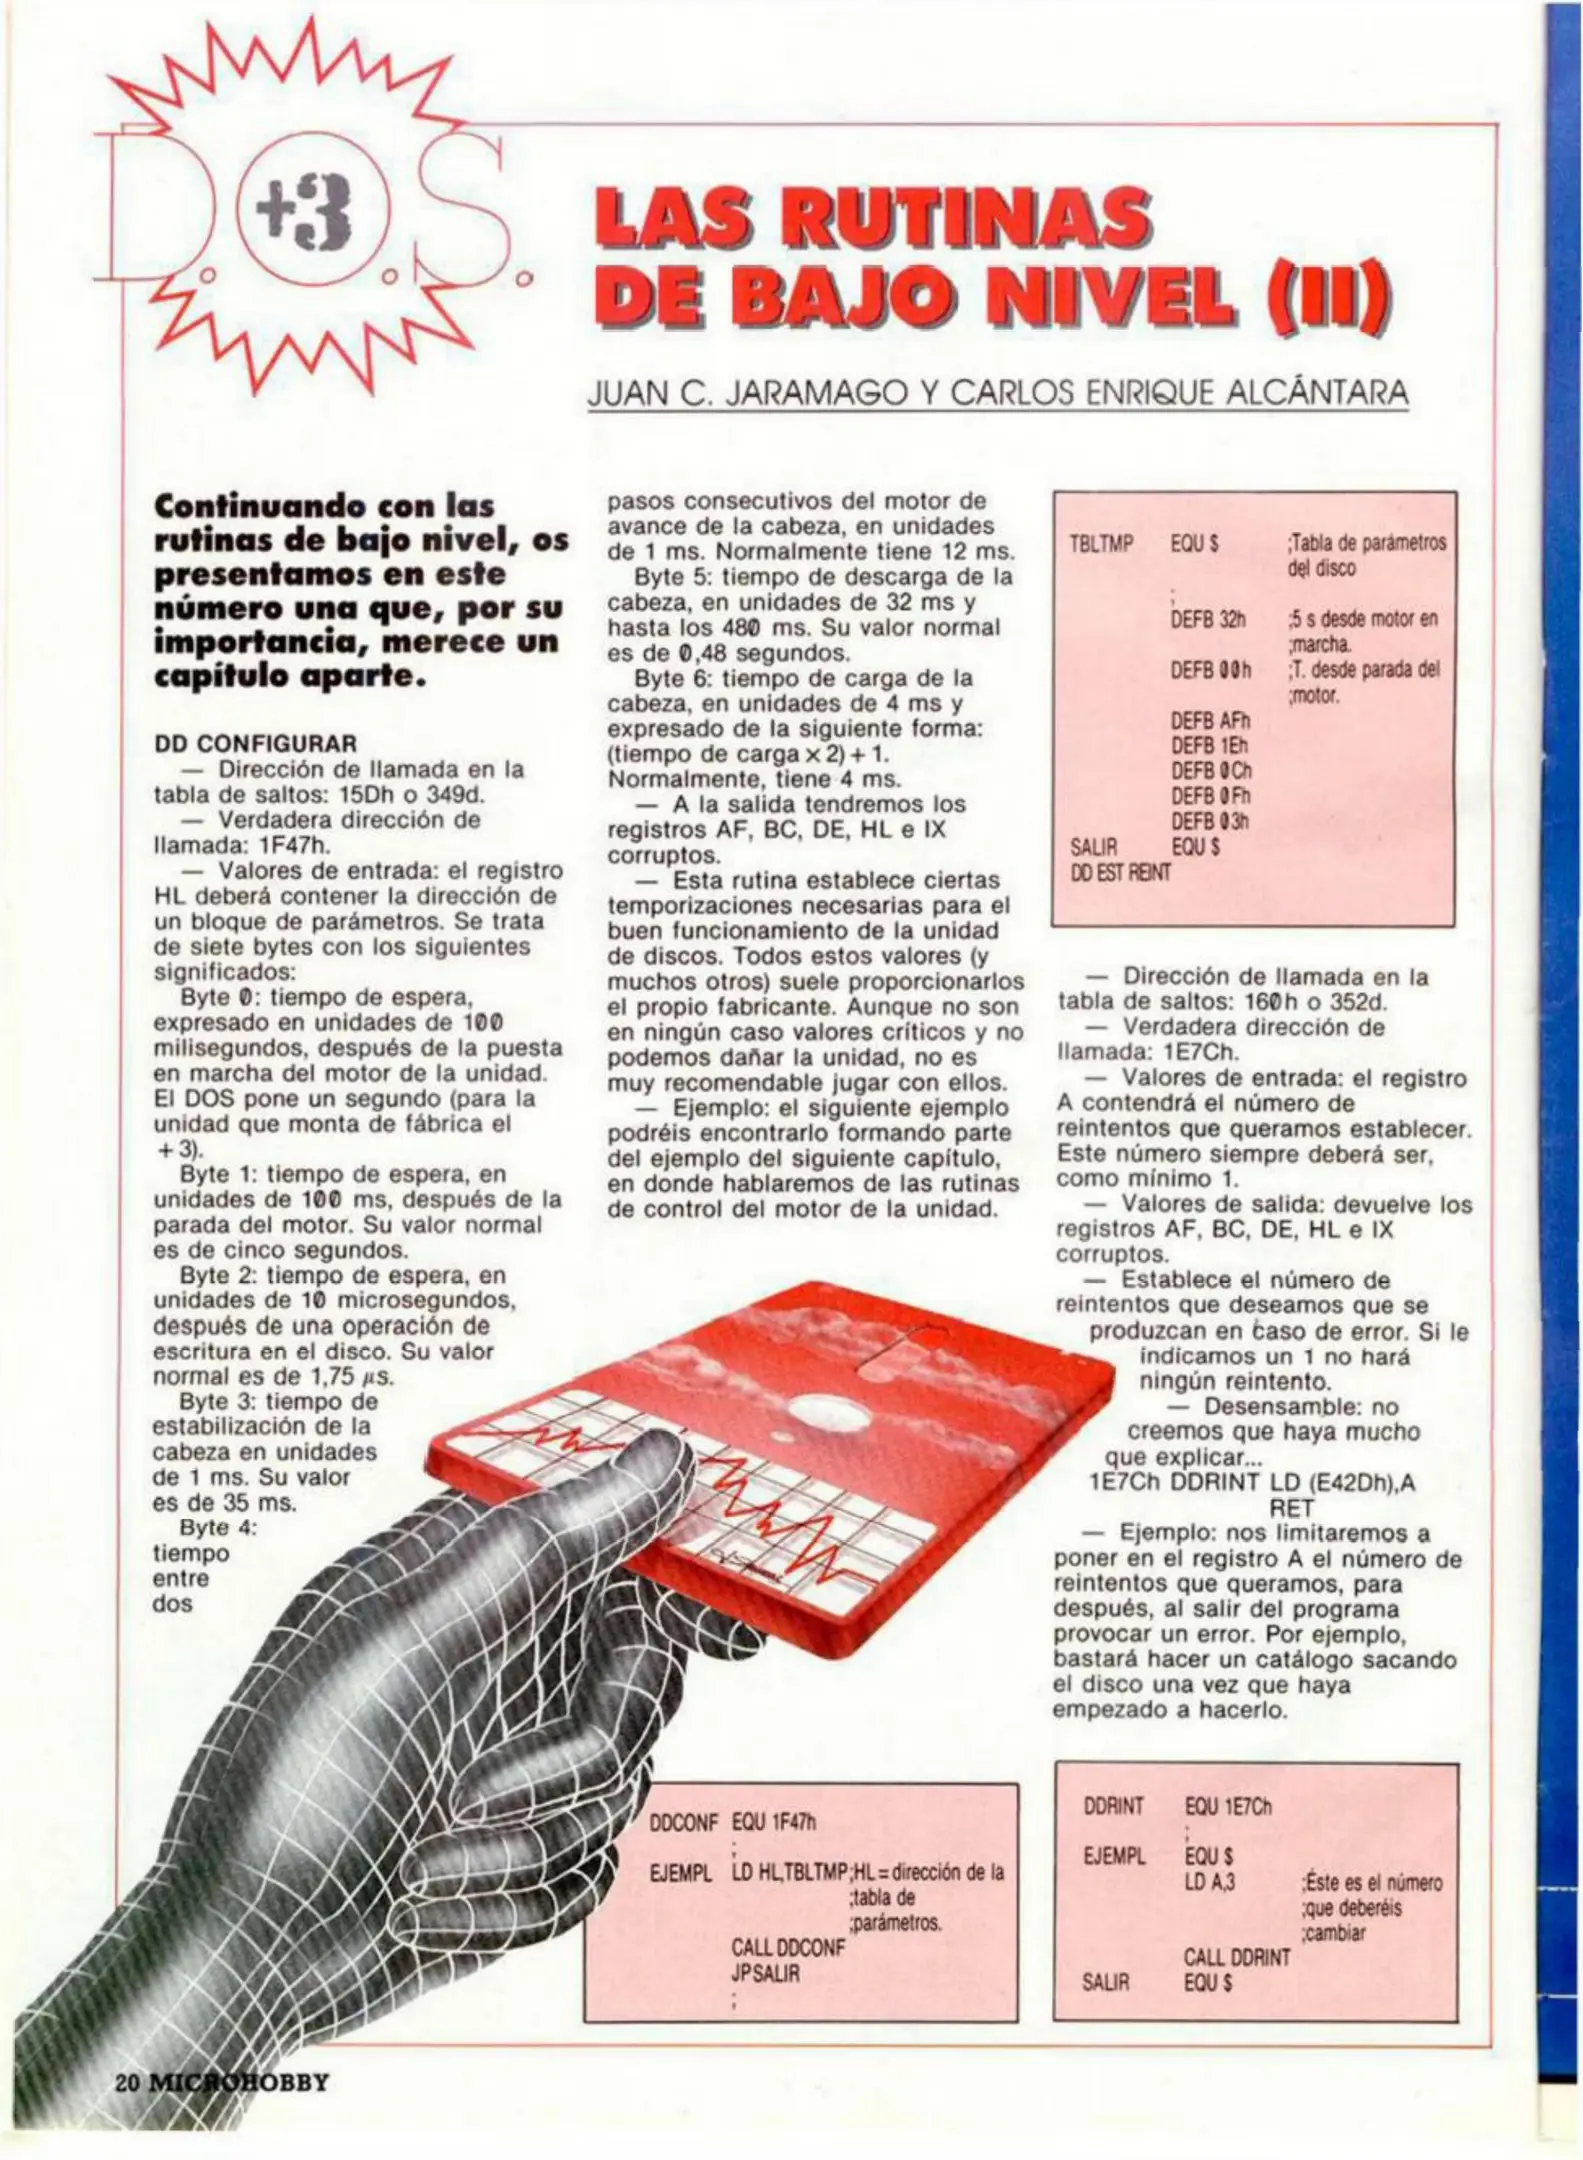 D.O.S.
+3
LAS RUTINAS
DE BAJO NIVEL (II)
JUAN C. JARAMAGO Y CARLOS ENRIQUE ALCÁNTARA
Continuando con las
rutinas de bajo nivel, os
presentamos en este
número una que, por su
importancia, merece un
capítulo aparte.
DD CONFIGURAR
— Dirección de llamada en la
tabla de saltos: 15Dh o 349d.
— Verdadera dirección de
llamada: 1F47h.
— Valores de entrada: el registro
HL deberá contener la dirección de
un bloque de parámetros. Se trata
de siete bytes con los siguientes
significados:
Byte 0: tiempo de espera,
expresado en unidades de 100
milisegundos, después de la puesta
en marcha del motor de la unidad.
El DOS pone un segundo (para la
unidad que monta de fábrica el
+3).
Byte 1: tiempo de espera, en
unidades de 100 ms, después de la
parada del motor. Su valor normal
es de cinco segundos.
Byte 2: tiempo de espera, en
unidades de 10 microsegundos,
después de una operación de
escritura en el disco. Su valor
normal es de 1,75 µs.
Byte 3: tiempo de
estabilización de la
cabeza en unidades
de 1 ms. Su valor
es de 35 ms.
Byte 4:
tiempo
entre
dos
pasos consecutivos del motor de
avance de la cabeza, en unidades
de 1 ms. Normalmente tiene 12 ms.
Byte 5: tiempo de descarga de la
cabeza, en unidades de 32 ms y
hasta los 480 ms. Su valor normal
es de 0,48 segundos.
Byte 6: tiempo de carga de la
cabeza, en unidades de 4 ms y
expresado de la siguiente forma:
(tiempo de carga x 2) + 1.
Normalmente, tiene 4 ms.
— A la salida tendremos los
registros AF, BC, DE, HL e IX
corruptos.
— Esta rutina establece ciertas
temporizaciones necesarias para el
buen funcionamiento de la unidad
de discos. Todos estos valores (y
muchos otros) suele proporcionarlos
el propio fabricante. Aunque no son
en ningún caso valores críticos y no
podemos dañar la unidad, no es
muy recomendable jugar con ellos.
— Ejemplo: el siguiente ejemplo
podréis encontrarlo formando parte
del ejemplo del siguiente capítulo,
en donde hablaremos de las rutinas
de control del motor de la unidad.
DDCONF EQU 1F47h
;
EJEMPL LD HL,TBLTMP ;HL = dirección de la
;tabla de
;parámetros.
CALL DDCONF
JP SALIR
;
TBLTMP EQU $ ;Tabla de parámetros
del disco
;
DEFB 32h ;5 s desde motor en
;marcha.
DEFB 00h ;T. desde parada del
;motor.
DEFB AFh
DEFB 1Eh
DEFB 0Ch
DEFB 0Fh
DEFB 03h
SALIR EQU $
DD EST REINT
— Dirección de llamada en la
tabla de saltos: 160h o 352d.
— Verdadera dirección de
llamada: 1E7Ch.
— Valores de entrada: el registro
A contendrá el número de
reintentos que queramos establecer.
Este número siempre deberá ser,
como mínimo 1.
— Valores de salida: devuelve los
registros AF, BC, DE, HL e IX
corruptos.
— Establece el número de
reintentos que deseamos que se
produzcan en caso de error. Si le
indicamos un 1 no hará
ningún reintento.
— Desensamble: no
creemos que haya mucho
que explicar...
1E7Ch DDRINT LD (E42Dh),A
RET
— Ejemplo: nos limitaremos a
poner en el registro A el número de
reintentos que queramos, para
después, al salir del programa
provocar un error. Por ejemplo,
bastará hacer un catálogo sacando
el disco una vez que haya
empezado a hacerlo.
DDRINT EQU 1E7Ch
;
EJEMPL EQU $
LD A,3 ;Éste es el número
;que deberéis
;cambiar
CALL DDRINT
SALIR EQU $
20 MICROHOBBY